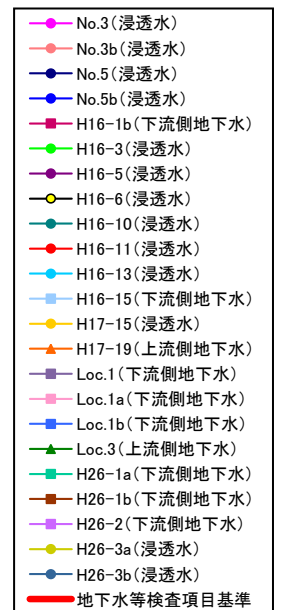 No.3(浸透水)
No.3b(浸透水)
No.5(浸透水)
No.5b(浸透水)
H16-1b(下流側地下水)
H16-3(浸透水)
H16-5(浸透水)
H16-6(浸透水)
H16-10(浸透水)
H16-11(浸透水)
H16-13(浸透水)
H16-15(下流側地下水)
H17-15(浸透水)
H17-19(上流側地下水)
Loc.1(下流側地下水)
Loc.1a(下流側地下水)
Loc.1b(下流側地下水)
Loc.3(上流側地下水)
H26-1a(下流側地下水)
H26-1b(下流側地下水)
H26-2(下流側地下水)
H26-3a(浸透水)
H26-3b(浸透水)
地下水等検査項目基準